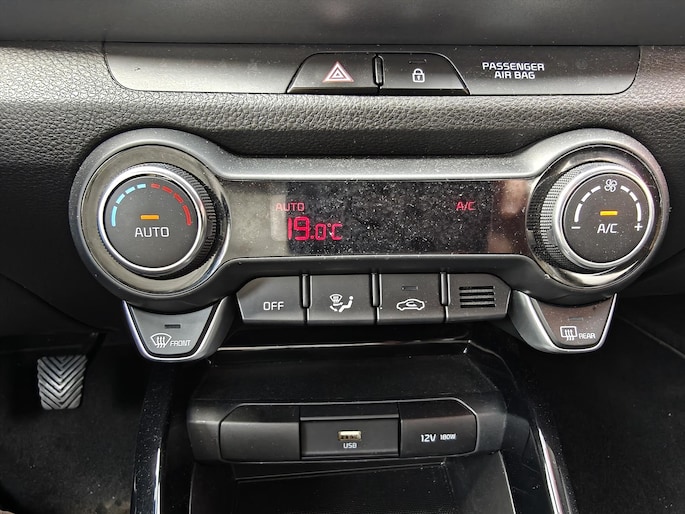 PASSENGER
AIR BAG
AUTO
A/C
19.0°C
AUTO
- A/C +
OFF
FRONT
REAR
USB
12V 180W